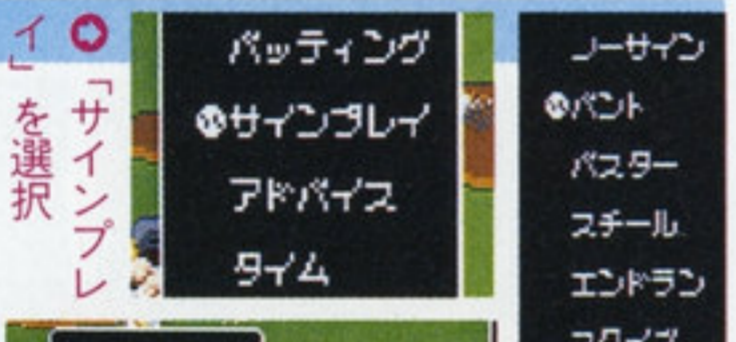 ➡「サインプレ
イ」を選択
バッティング
サインプレイ
アドバイス
タイム
ノーサイン
バント
バスター
スチール
エンドラン